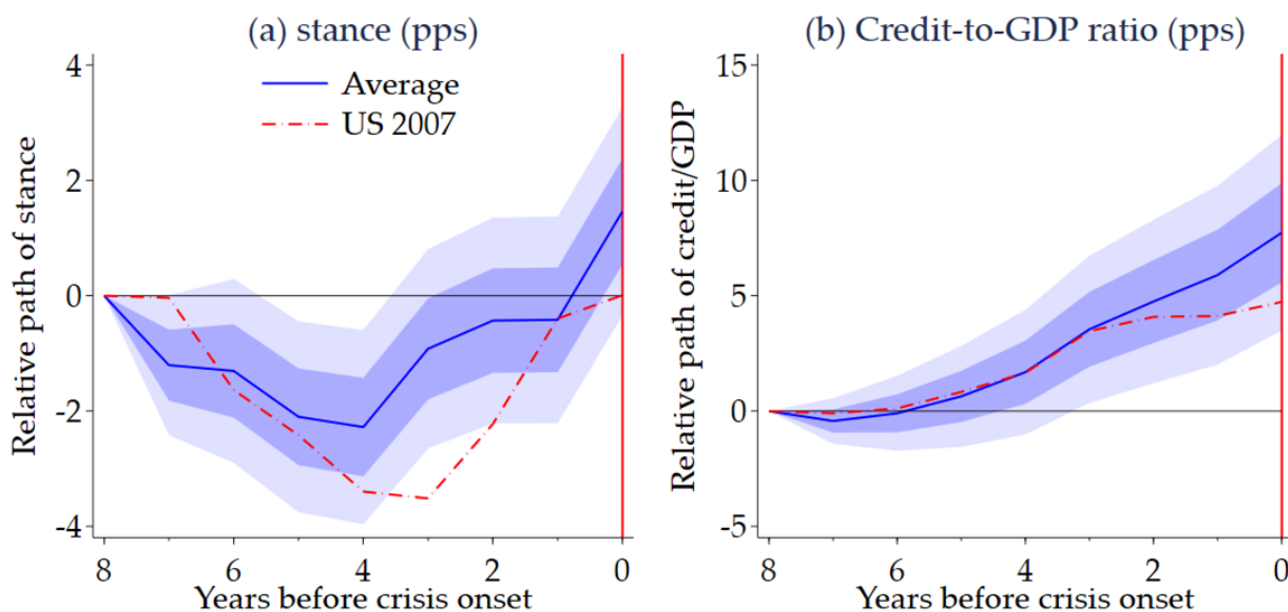 (a) stance (pps)
4
2
0
-2
-4
Relative path of stance
Average
US 2007
8 6 4 2 0
Years before crisis onset
(b) Credit-to-GDP ratio (pps)
15
10
5
0
-5
Relative path of credit/GDP
8 6 4 2 0
Years before crisis onset